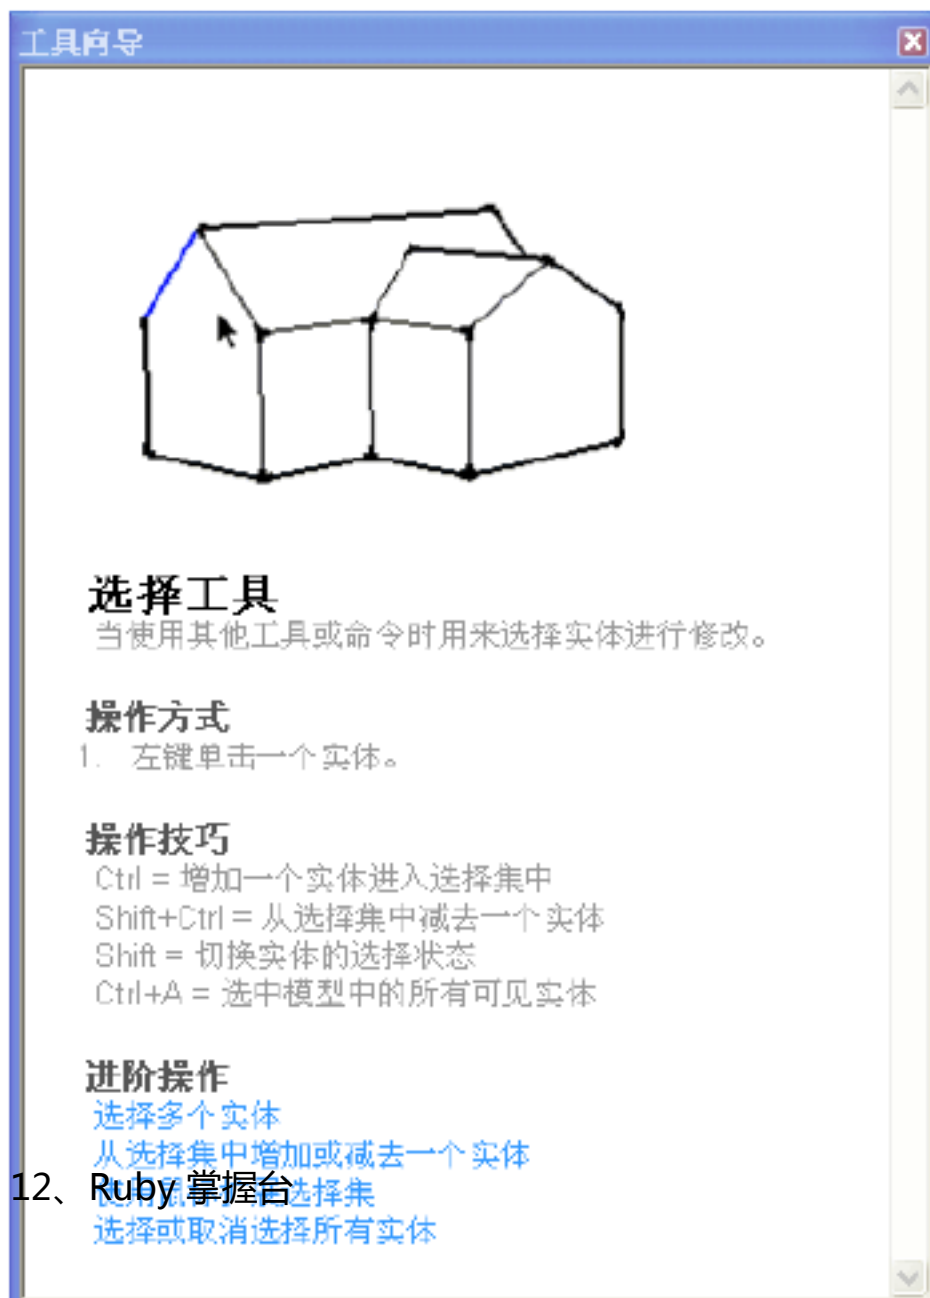 工具向导
选择工具
当使用其他工具或命令时用来选择实体进行修改。
操作方式
1. 左键单击一个实体。
操作技巧
Ctrl = 增加一个实体进入选择集中
Shift+Ctrl = 从选择集中减去一个实体
Shift = 切换实体的选择状态
Ctrl+A = 选中模型中的所有可见实体
进阶操作
选择多个实体
从选择集中增加或减去一个实体
12、Ruby 掌握台
选择集
选择或取消选择所有实体